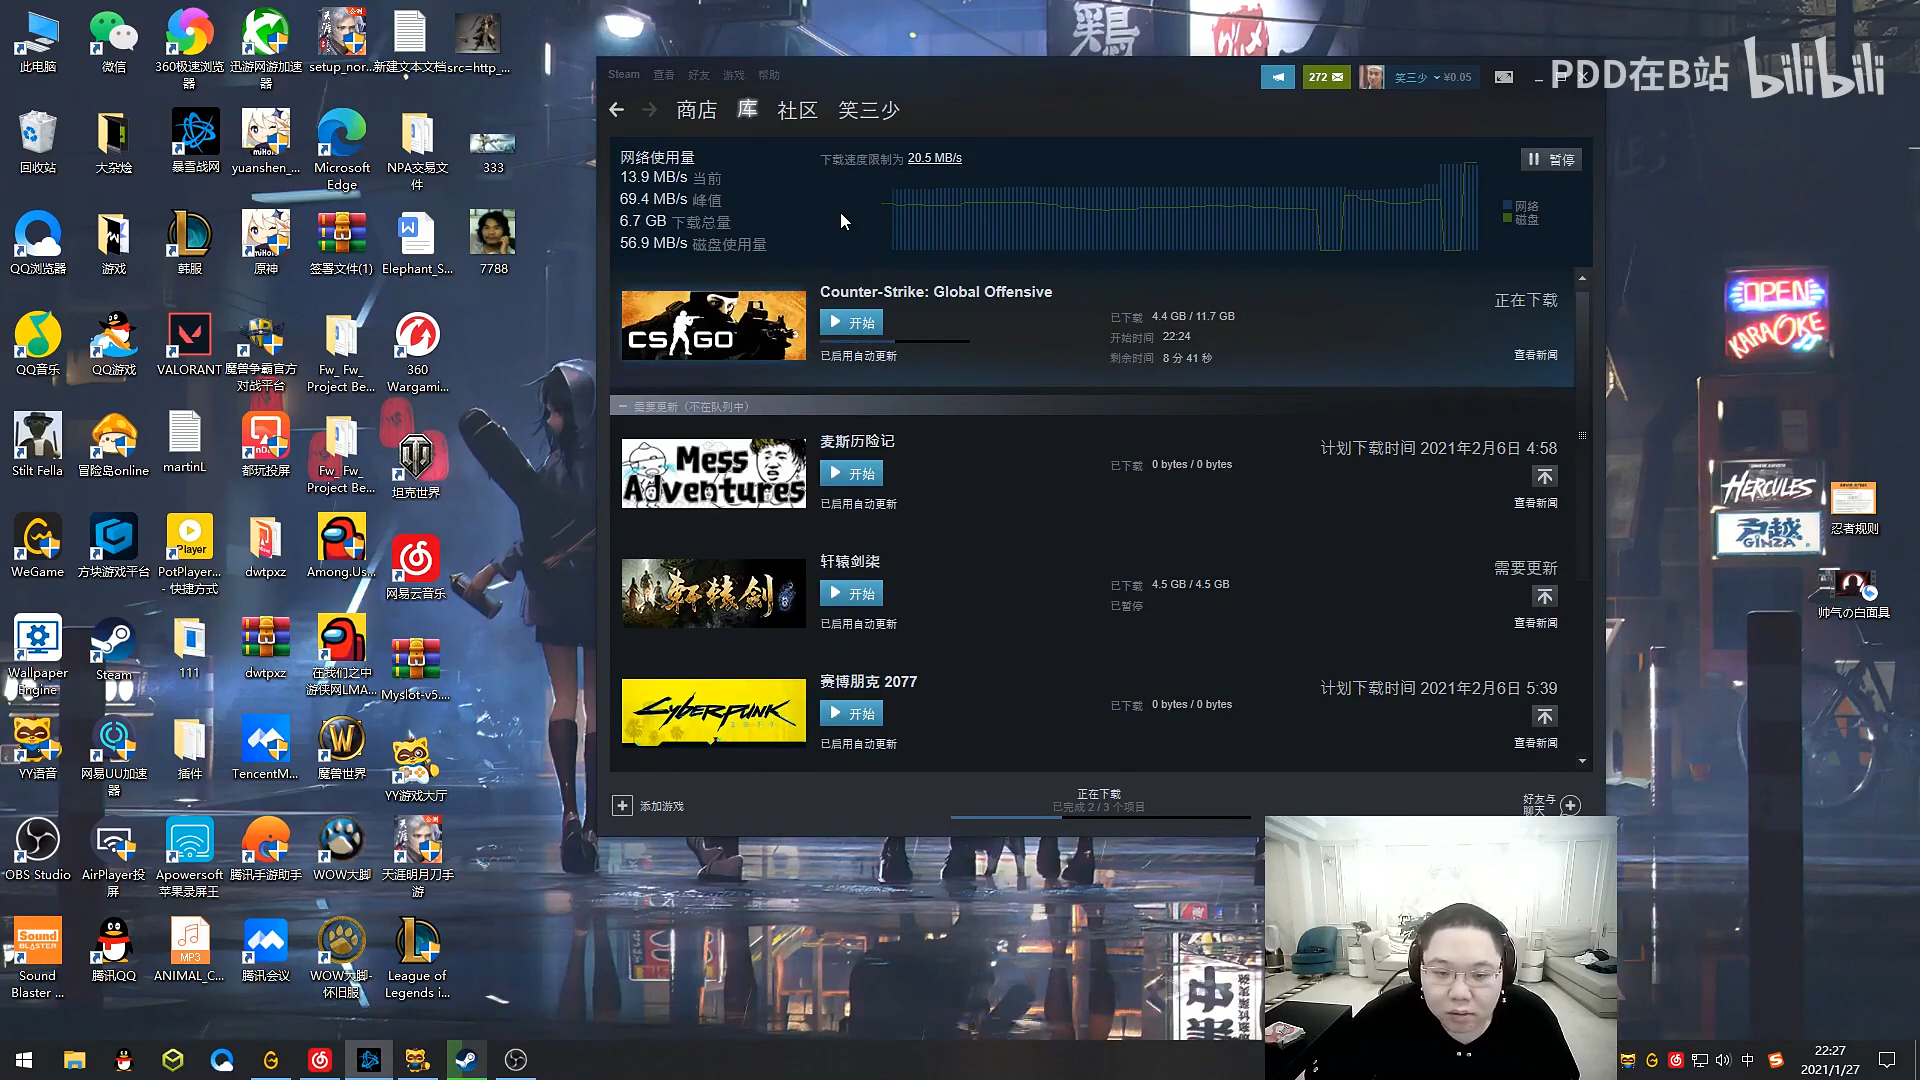 PDD在B站 bilibili
Steam 查看 好友 游戏 帮助
272
笑三少 ¥0.05
商店 库 社区 笑三少
网络使用量
13.9 MB/s 当前
69.4 MB/s 峰值
6.7 GB 下载总量
56.9 MB/s 磁盘使用量
下载速度限制为 20.5 MB/s
暂停
网络
磁盘
CS GO
Counter-Strike: Global Offensive
开始
已启用自动更新
已下载 4.4 GB / 11.7 GB
开始时间 22:24
剩余时间 8 分 41 秒
正在下载
查看新闻
需要更新（不在队列中）
Mess Adventures
麦斯历险记
开始
已启用自动更新
已下载 0 bytes / 0 bytes
计划下载时间 2021年2月6日 4:58
查看新闻
轩辕剑
轩辕剑柒
开始
已启用自动更新
已下载 4.5 GB / 4.5 GB
已暂停
需要更新
查看新闻
Cyberpunk 2077
赛博朋克 2077
开始
已启用自动更新
已下载 0 bytes / 0 bytes
计划下载时间 2021年2月6日 5:39
查看新闻
添加游戏
正在下载
已完成 2 / 3 个项目
好友与
聊天
此电脑
微信
360极速浏览器
迅游网游加速器
setup_nor...
新建文本文档
src=http_...
回收站
大杂烩
暴雪战网
yuanshen_...
Microsoft Edge
NPA交易文件
333
QQ浏览器
游戏
韩服
原神
签署文件(1)
Elephant_S...
7788
QQ音乐
QQ游戏
VALORANT
魔兽争霸官方对战平台
Fw_ Fw_ Project Be...
360 Wargami...
Stilt Fella
冒险岛online
martinL
都玩投屏
Fw_ Fw_ Project Be...
坦克世界
WeGame
方块游戏平台
Player
PotPlayer... - 快捷方式
dwtpxz
Among.Us...
网易云音乐
Wallpaper Engine
Steam
111
dwtpxz
在我们之中 游侠网LMA...
Myslot-v5....
YY语音
网易UU加速器
插件
TencentM...
魔兽世界
YY游戏大厅
OBS Studio
AirPlayer投屏
Apowersoft苹果录屏王
腾讯手游助手
WOW大脚
天涯明月刀手游
Sound BLASTER
Sound Blaster ...
腾讯QQ
MP3
ANIMAL_C...
腾讯会议
WOW大脚-怀旧服
League of Legends i...
OPEN
KARAOKE
HERCULES
GINZA
忍者规则
帅气の白面具
鶏
中
22:27
2021/1/27